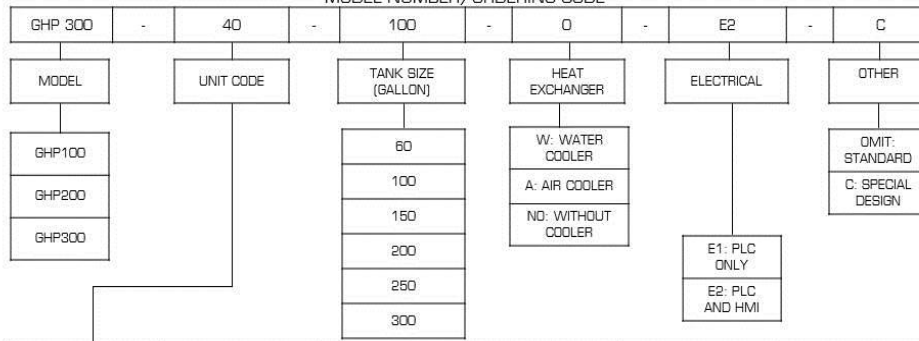 MODEL NUMBER/ORDERING CODE
GHP 300 - 40 - 100 - 0 - E2 - C
MODEL
UNIT CODE
TANK SIZE
(GALLON)
HEAT
EXCHANGER
ELECTRICAL
OTHER
GHP100
GHP200
GHP300
60
100
150
200
250
300
W: WATER
COOLER
A: AIR COOLER
NO: WITHOUT
COOLER
E1: PLC
ONLY
E2: PLC
AND HMI
OMIT:
STANDARD
C: SPECIAL
DESIGN